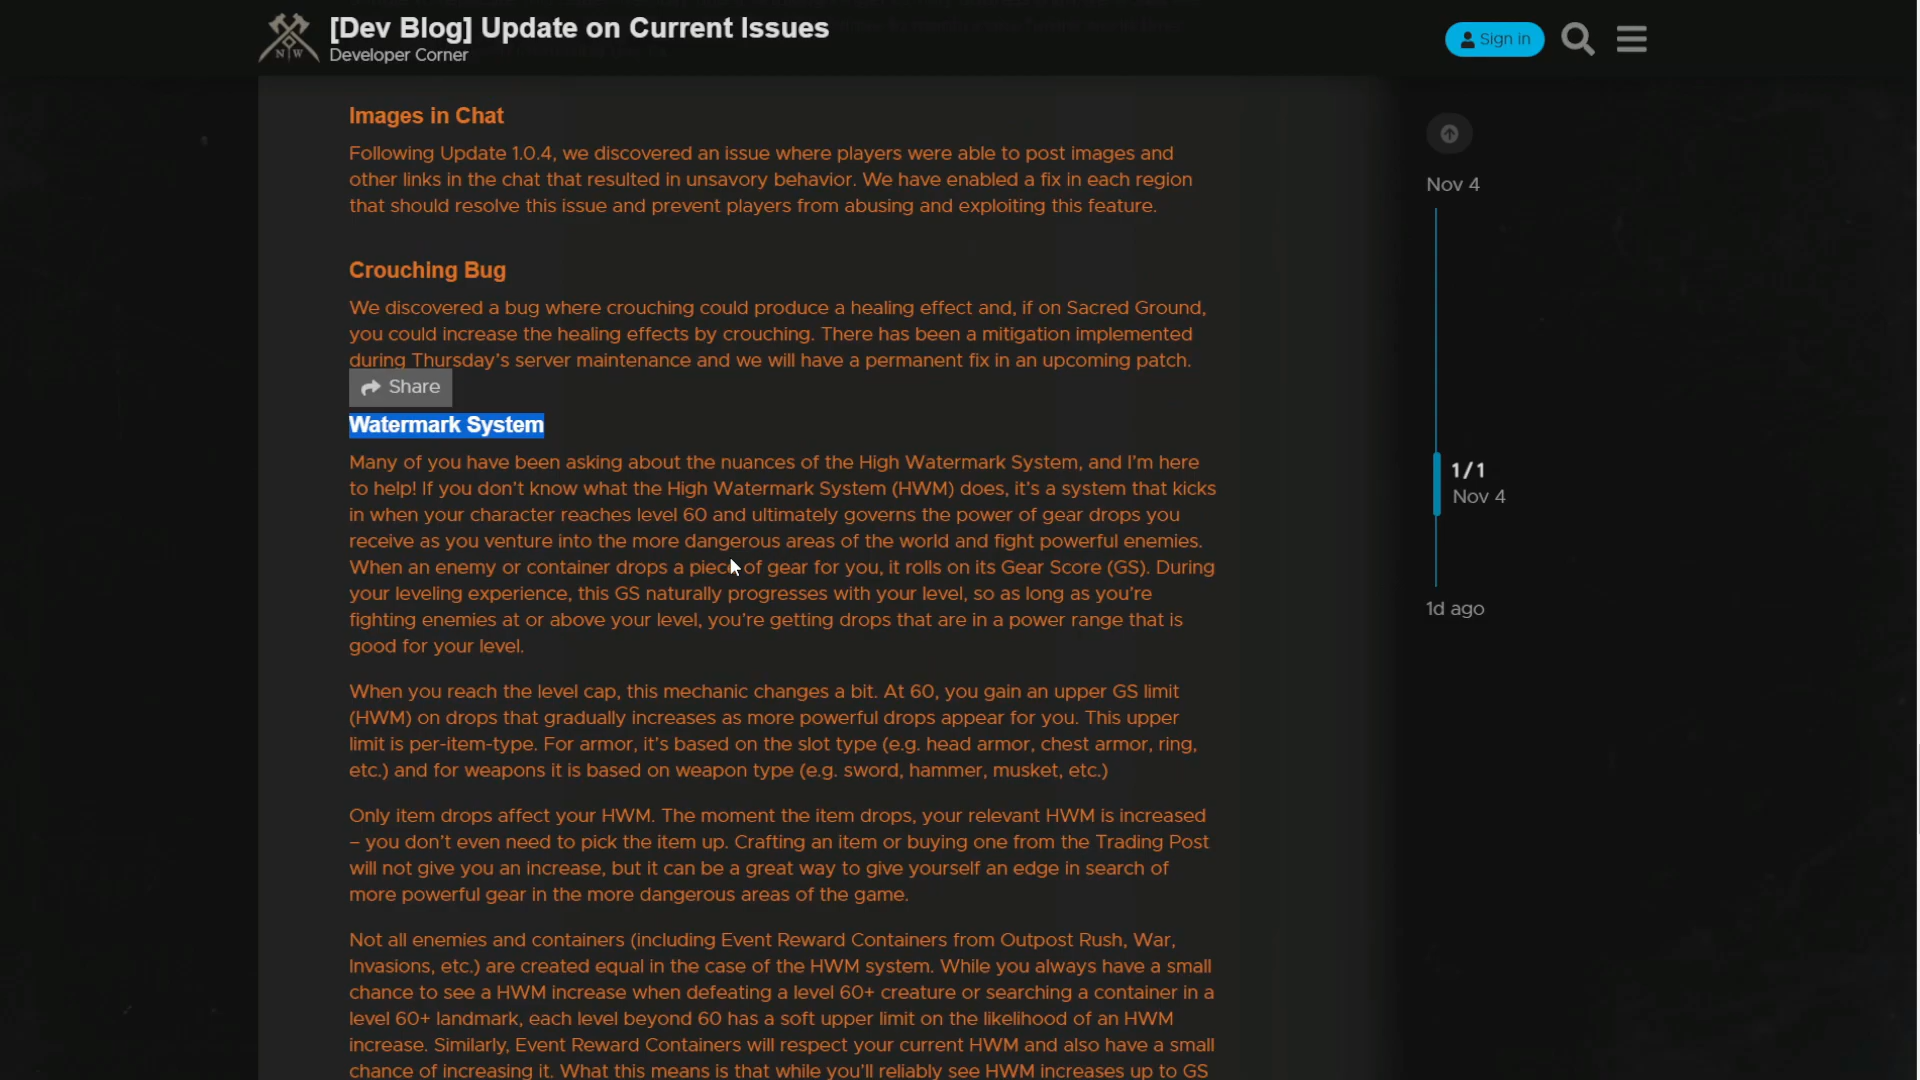 [Dev Blog] Update on Current Issues
Developer Corner
N W
Sign in
Images in Chat
Following Update 1.0.4, we discovered an issue where players were able to post images and
other links in the chat that resulted in unsavory behavior. We have enabled a fix in each region
that should resolve this issue and prevent players from abusing and exploiting this feature.
Crouching Bug
We discovered a bug where crouching could produce a healing effect and, if on Sacred Ground,
you could increase the healing effects by crouching. There has been a mitigation implemented
during Thursday’s server maintenance and we will have a permanent fix in an upcoming patch.
Share
Watermark System
Many of you have been asking about the nuances of the High Watermark System, and I’m here
to help! If you don’t know what the High Watermark System (HWM) does, it’s a system that kicks
in when your character reaches level 60 and ultimately governs the power of gear drops you
receive as you venture into the more dangerous areas of the world and fight powerful enemies.
When an enemy or container drops a piece of gear for you, it rolls on its Gear Score (GS). During
your leveling experience, this GS naturally progresses with your level, so as long as you’re
fighting enemies at or above your level, you’re getting drops that are in a power range that is
good for your level.
When you reach the level cap, this mechanic changes a bit. At 60, you gain an upper GS limit
(HWM) on drops that gradually increases as more powerful drops appear for you. This upper
limit is per-item-type. For armor, it’s based on the slot type (e.g. head armor, chest armor, ring,
etc.) and for weapons it is based on weapon type (e.g. sword, hammer, musket, etc.)
Only item drops affect your HWM. The moment the item drops, your relevant HWM is increased
– you don’t even need to pick the item up. Crafting an item or buying one from the Trading Post
will not give you an increase, but it can be a great way to give yourself an edge in search of
more powerful gear in the more dangerous areas of the game.
Not all enemies and containers (including Event Reward Containers from Outpost Rush, War,
Invasions, etc.) are created equal in the case of the HWM system. While you always have a small
chance to see a HWM increase when defeating a level 60+ creature or searching a container in a
level 60+ landmark, each level beyond 60 has a soft upper limit on the likelihood of an HWM
increase. Similarly, Event Reward Containers will respect your current HWM and also have a small
chance of increasing it. What this means is that while you’ll reliably see HWM increases up to GS
Nov 4
1/1
Nov 4
1d ago